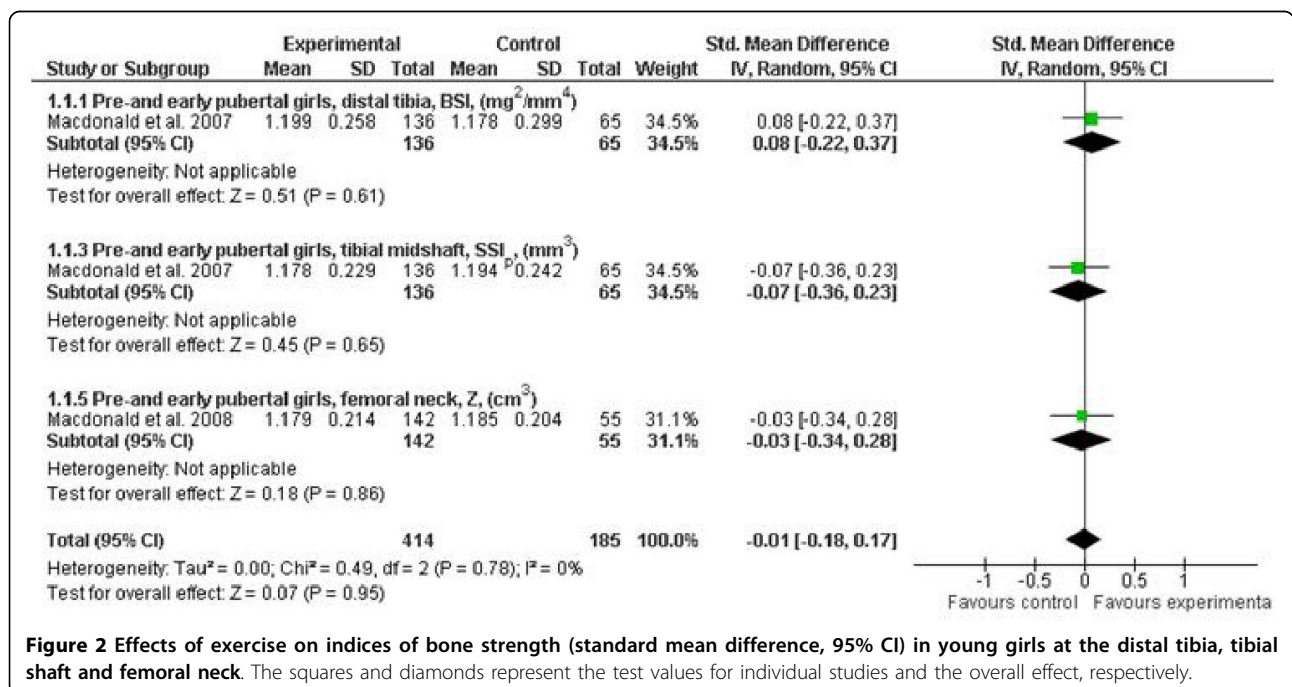 Experimental Control Std. Mean Difference Std. Mean Difference
Study or Subgroup Mean SD Total Mean SD Total Weight IV, Random, 95% CI IV, Random, 95% CI
1.1.1 Pre-and early pubertal girls, distal tibia, BSI, (mg²/mm⁴)
Macdonald et al. 2007 1.199 0.258 136 1.178 0.299 65 34.5% 0.08 [-0.22, 0.37]
Subtotal (95% CI) 136 65 34.5% 0.08 [-0.22, 0.37]
Heterogeneity: Not applicable
Test for overall effect: Z = 0.51 (P = 0.61)
1.1.3 Pre-and early pubertal girls, tibial midshaft, SSIₚ, (mm³)
Macdonald et al. 2007 1.178 0.229 136 1.194 0.242 65 34.5% -0.07 [-0.36, 0.23]
Subtotal (95% CI) 136 65 34.5% -0.07 [-0.36, 0.23]
Heterogeneity: Not applicable
Test for overall effect: Z = 0.45 (P = 0.65)
1.1.5 Pre-and early pubertal girls, femoral neck, Z, (cm³)
Macdonald et al. 2008 1.179 0.214 142 1.185 0.204 55 31.1% -0.03 [-0.34, 0.28]
Subtotal (95% CI) 142 55 31.1% -0.03 [-0.34, 0.28]
Heterogeneity: Not applicable
Test for overall effect: Z = 0.18 (P = 0.86)
Total (95% CI) 414 185 100.0% -0.01 [-0.18, 0.17]
Heterogeneity: Tau² = 0.00; Chi² = 0.49, df = 2 (P = 0.78); I² = 0%
Test for overall effect: Z = 0.07 (P = 0.95)
-1 -0.5 0 0.5 1
Favours control Favours experimenta
Figure 2 Effects of exercise on indices of bone strength (standard mean difference, 95% CI) in young girls at the distal tibia, tibial
shaft and femoral neck. The squares and diamonds represent the test values for individual studies and the overall effect, respectively.